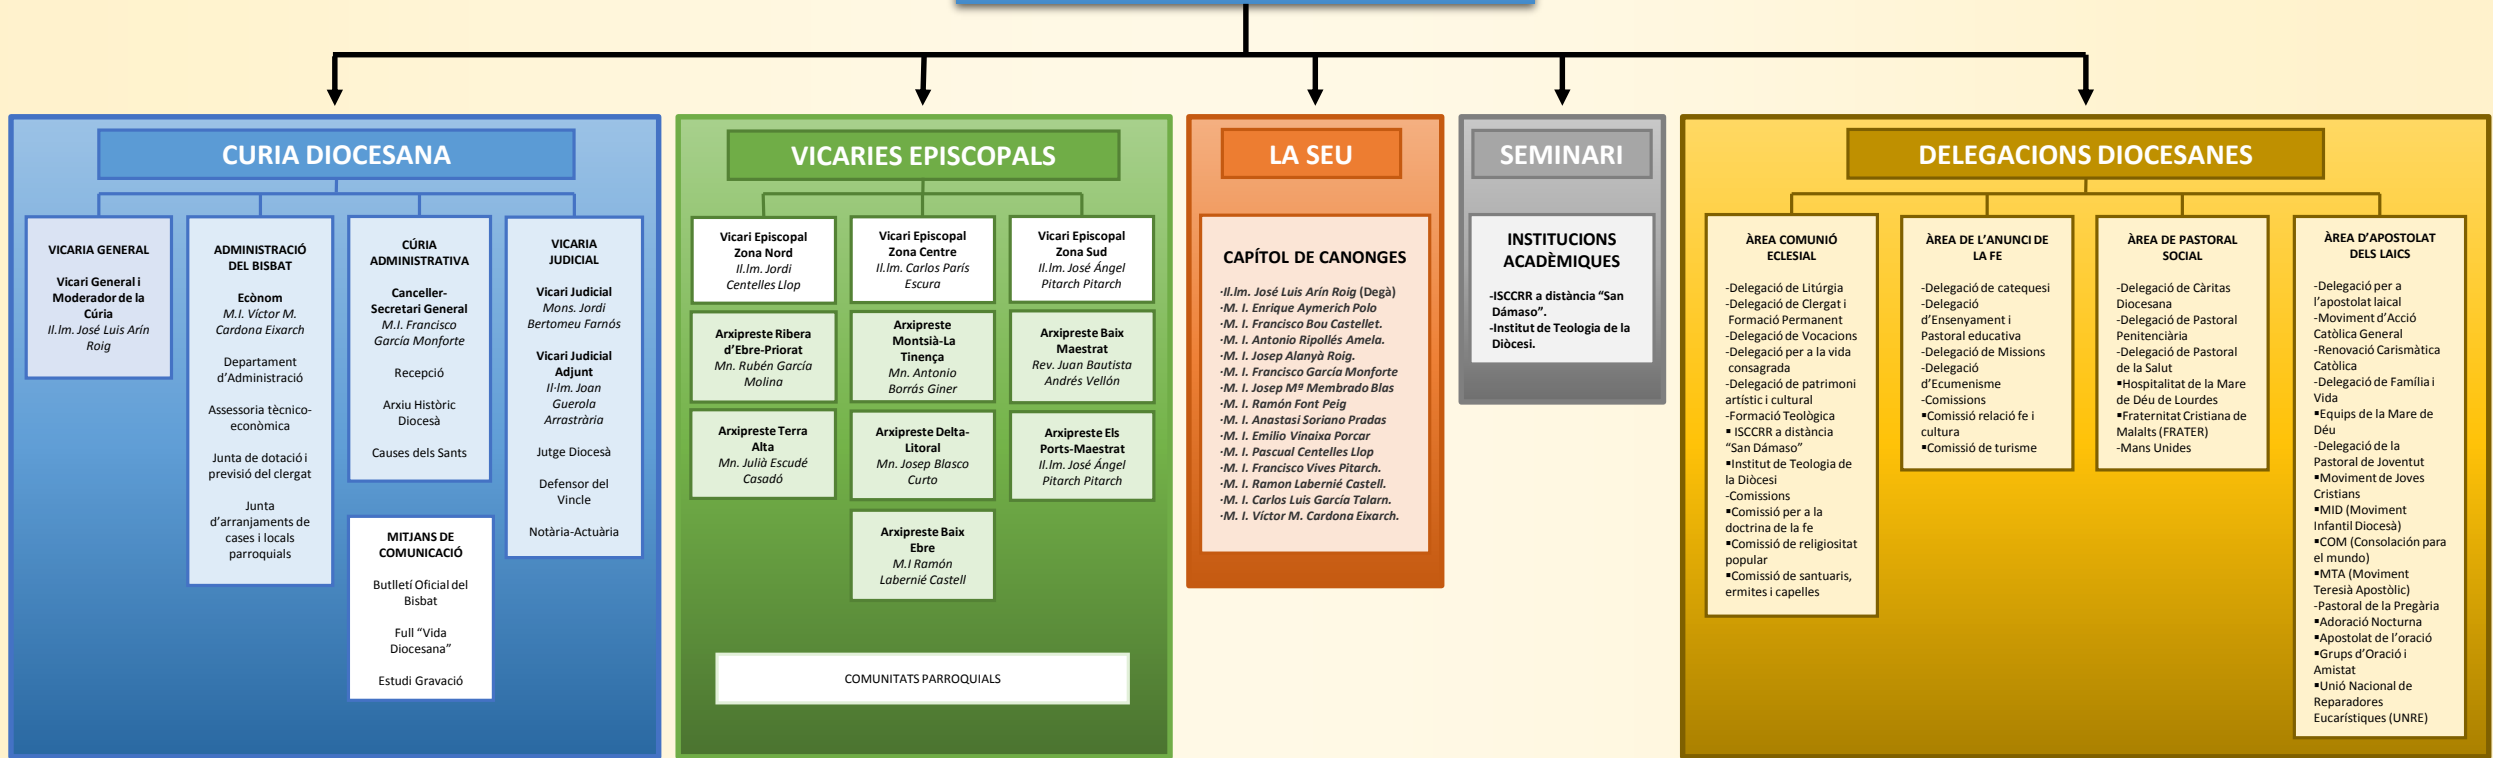 CURIA DIOCESANA
VICARIA GENERAL
Vicari General i
Moderador de la
Cúria
Il.lm. José Luis Arín
Roig
ADMINISTRACIÓ
DEL BISBAT
Ecònom
M.I. Víctor M.
Cardona Eixarch
Departament
d’Administració
Assessoria tècnico-
econòmica
Junta de dotació i
previsió del clergat
Junta
d’arranjaments de
cases i locals
parroquials
CÚRIA
ADMINISTRATIVA
Canceller-
Secretari General
M.I. Francisco
García Monforte
Recepció
Arxiu Històric
Diocesà
Causes dels Sants
MITJANS DE
COMUNICACIÓ
Butlletí Oficial del
Bisbat
Full “Vida
Diocesana”
Estudi Gravació
VICARIA
JUDICIAL
Vicari Judicial
Mons. Jordi
Bertomeu Farnós
Vicari Judicial
Adjunt
Il·lm. Joan
Guerola
Arrastrària
Jutge Diocesà
Defensor del
Vincle
Notària-Actuària
VICARIES EPISCOPALS
Vicari Episcopal
Zona Nord
Il.lm. Jordi
Centelles Llop
Arxipreste Ribera
d’Ebre-Priorat
Mn. Rubén García
Molina
Arxipreste Terra
Alta
Mn. Julià Escudé
Casadó
Vicari Episcopal
Zona Centre
Il.lm. Carlos París
Escura
Arxipreste
Montsià-La
Tinença
Mn. Antonio
Borrás Giner
Arxipreste Delta-
Litoral
Mn. Josep Blasco
Curto
Arxipreste Baix
Ebre
M.I Ramón
Labernié Castell
Vicari Episcopal
Zona Sud
Il.lm. José Ángel
Pitarch Pitarch
Arxipreste Baix
Maestrat
Rev. Juan Bautista
Andrés Vellón
Arxipreste Els
Ports-Maestrat
Il.lm. José Ángel
Pitarch Pitarch
COMUNITATS PARROQUIALS
LA SEU
CAPÍTOL DE CANONGES
·Il.lm. José Luis Arín Roig (Degà)
·M. I. Enrique Aymerich Polo
·M. I. Francisco Bou Castellet.
·M. I. Antonio Ripollés Amela.
·M. I. Josep Alanyà Roig.
·M. I. Francisco García Monforte
·M. I. Josep Mª Membrado Blas
·M. I. Ramón Font Peig
·M. I. Anastasi Soriano Pradas
·M. I. Emilio Vinaixa Porcar
·M. I. Pascual Centelles Llop
·M. I. Francisco Vives Pitarch.
·M. I. Ramon Labernié Castell.
·M. I. Carlos Luis García Talarn.
·M. I. Víctor M. Cardona Eixarch.
SEMINARI
INSTITUCIONS
ACADÈMIQUES
-ISCCRR a distància “San
Dámaso”.
-Institut de Teologia de la
Diòcesi.
DELEGACIONS DIOCESANES
ÀREA COMUNIÓ
ECLESIAL
-Delegació de Litúrgia
-Delegació de Clergat i
Formació Permanent
-Delegació de Vocacions
-Delegació per a la vida
consagrada
-Delegació de patrimoni
artístic i cultural
-Formació Teològica
▪ ISCCRR a distància
“San Dámaso”
▪Institut de Teologia de
la Diòcesi
-Comissions
▪Comissió per a la
doctrina de la fe
▪Comissió de religiositat
popular
▪Comissió de santuaris,
ermites i capelles
ÀREA DE L’ANUNCI DE
LA FE
-Delegació de catequesi
-Delegació
d’Ensenyament i
Pastoral educativa
-Delegació de Missions
-Delegació
d’Ecumenisme
-Comissions
▪Comissió relació fe i
cultura
▪Comissió de turisme
ÀREA DE PASTORAL
SOCIAL
-Delegació de Càritas
Diocesana
-Delegació de Pastoral
Penitenciària
-Delegació de Pastoral
de la Salut
▪Hospitalitat de la Mare
de Déu de Lourdes
▪Fraternitat Cristiana de
Malalts (FRATER)
-Mans Unides
ÀREA D’APOSTOLAT
DELS LAICS
-Delegació per a
l’apostolat laical
-Moviment d’Acció
Catòlica General
-Renovació Carismàtica
Catòlica
-Delegació de Família i
Vida
▪Equips de la Mare de
Déu
-Delegació de la
Pastoral de Joventut
▪Moviment de Joves
Cristians
▪MID (Moviment
Infantil Diocesà)
▪COM (Consolación para
el mundo)
▪MTA (Moviment
Teresià Apostòlic)
-Pastoral de la Pregària
▪Adoració Nocturna
▪Apostolat de l’oració
▪Grups d’Oració i
Amistat
▪Unió Nacional de
Reparadores
Eucarístiques (UNRE)